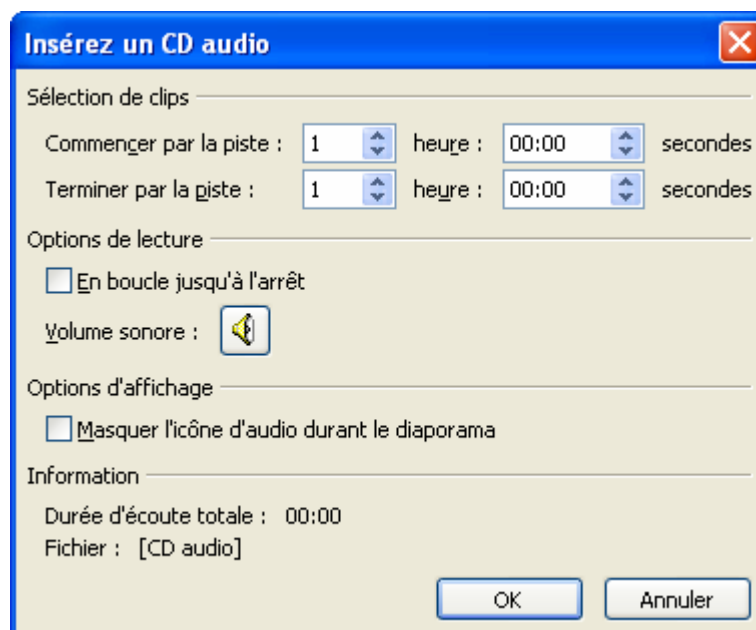 Insérez un CD audio
Sélection de clips
Commencer par la piste : 1 heure : 00:00 secondes
Terminer par la piste : 1 heure : 00:00 secondes
Options de lecture
En boucle jusqu'à l'arrêt
Volume sonore :
Options d'affichage
Masquer l'icône d'audio durant le diaporama
Information
Durée d'écoute totale : 00:00
Fichier : [CD audio]
OK Annuler